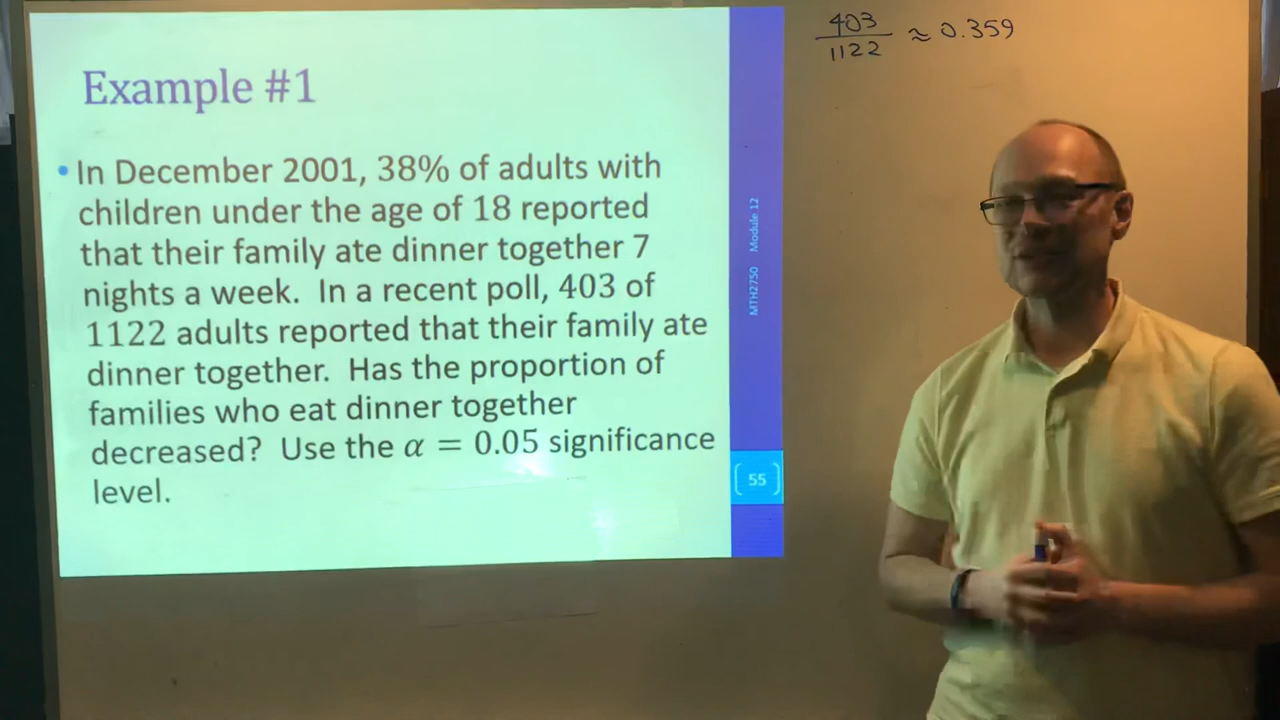 Example #1
• In December 2001, 38% of adults with
children under the age of 18 reported
that their family ate dinner together 7
nights a week.  In a recent poll, 403 of
1122 adults reported that their family ate
dinner together.  Has the proportion of
families who eat dinner together
decreased?  Use the α = 0.05 significance
level.
MTH2750 Module 12
55
403
1122 ≈ 0.359